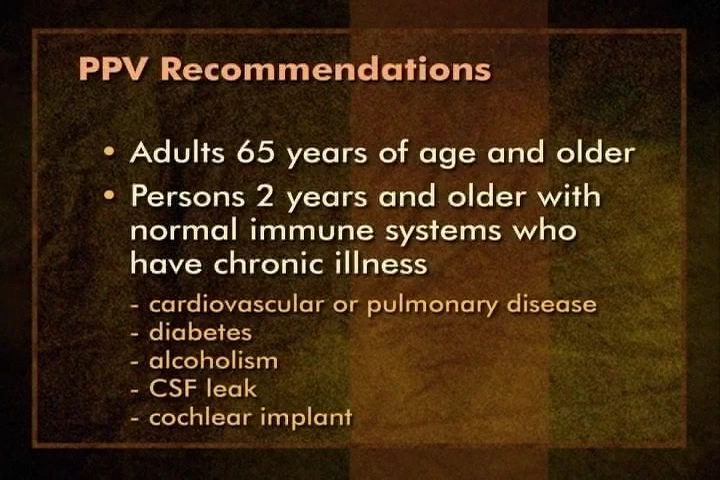 PPV Recommendations
• Adults 65 years of age and older
• Persons 2 years and older with
normal immune systems who
have chronic illness
- cardiovascular or pulmonary disease
- diabetes
- alcoholism
- CSF leak
- cochlear implant